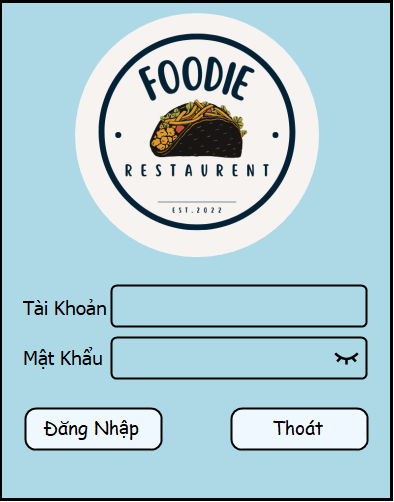 FOODIE
RESTAURENT
EST.2022
Tài Khoản
Mật Khẩu
Đăng Nhập
Thoát